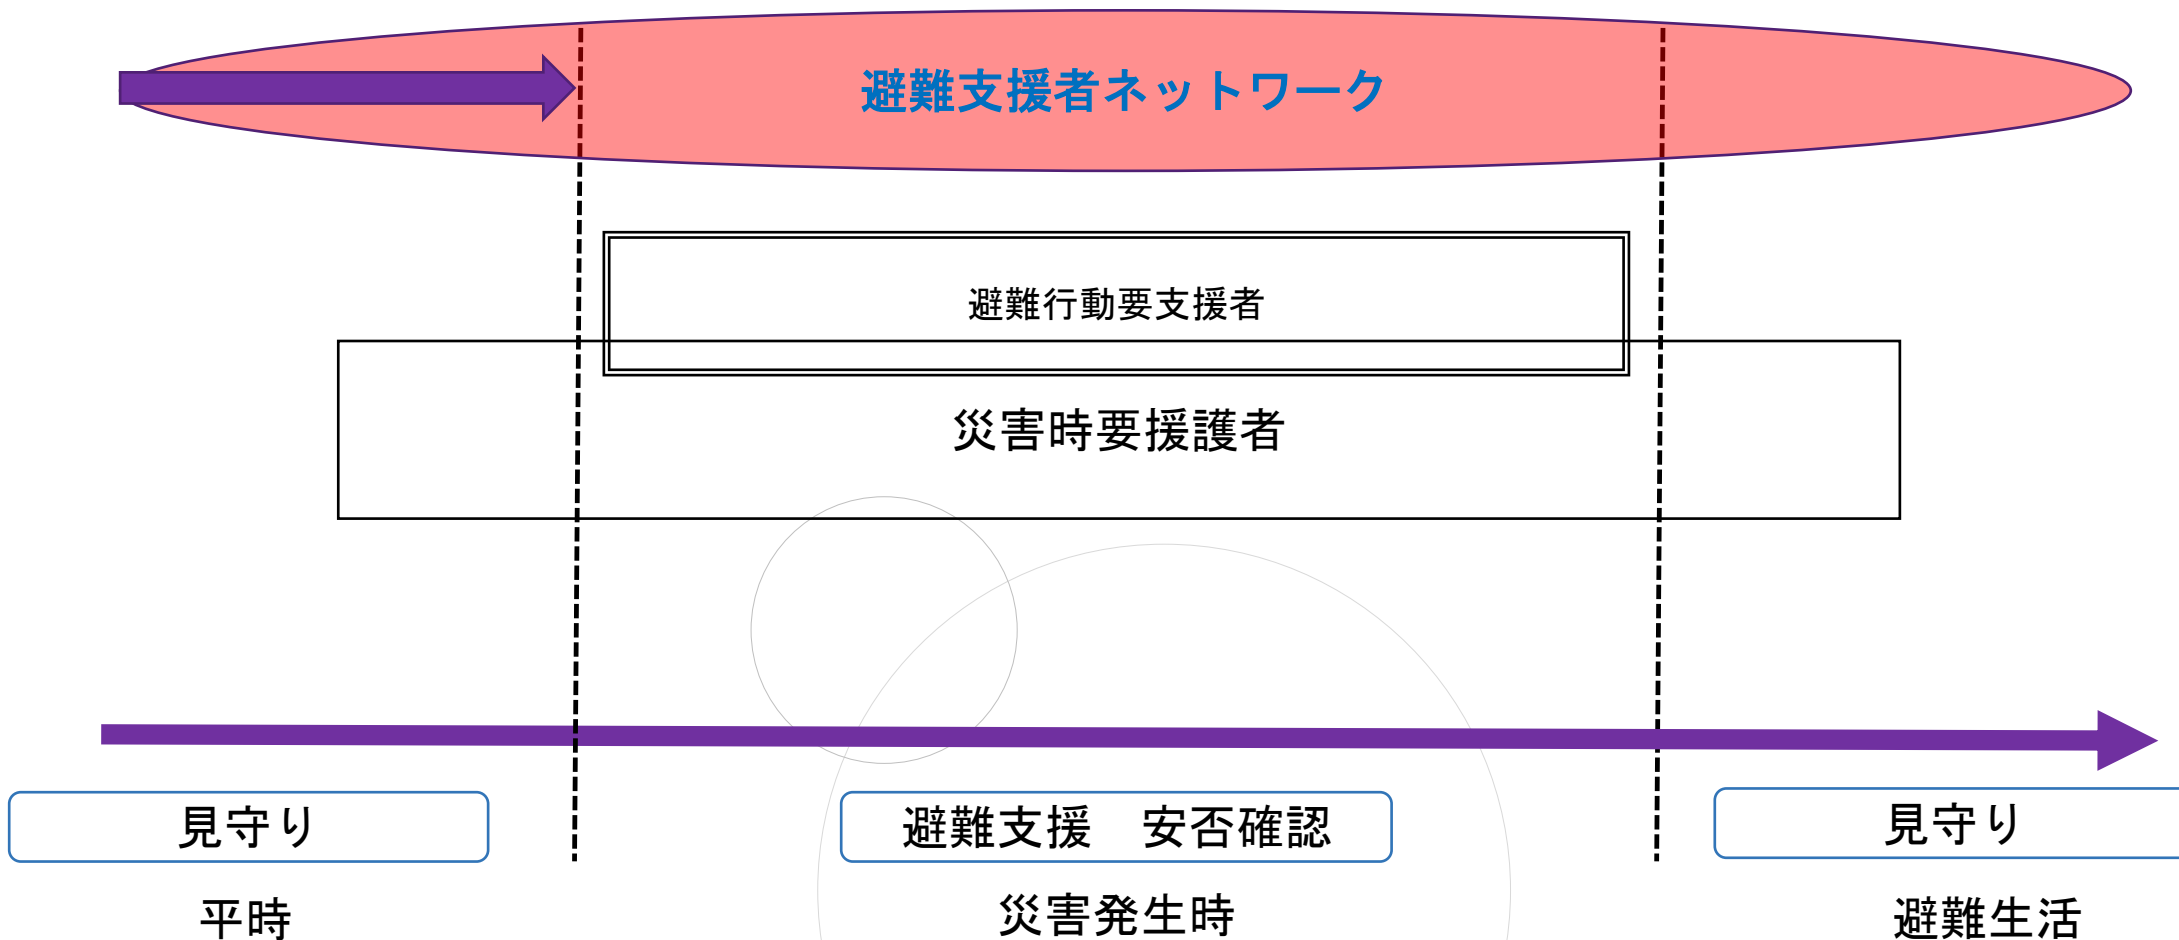 避難支援者ネットワーク
避難行動要支援者
災害時要援護者
見守り
避難支援　安否確認
見守り
平時
災害発生時
避難生活